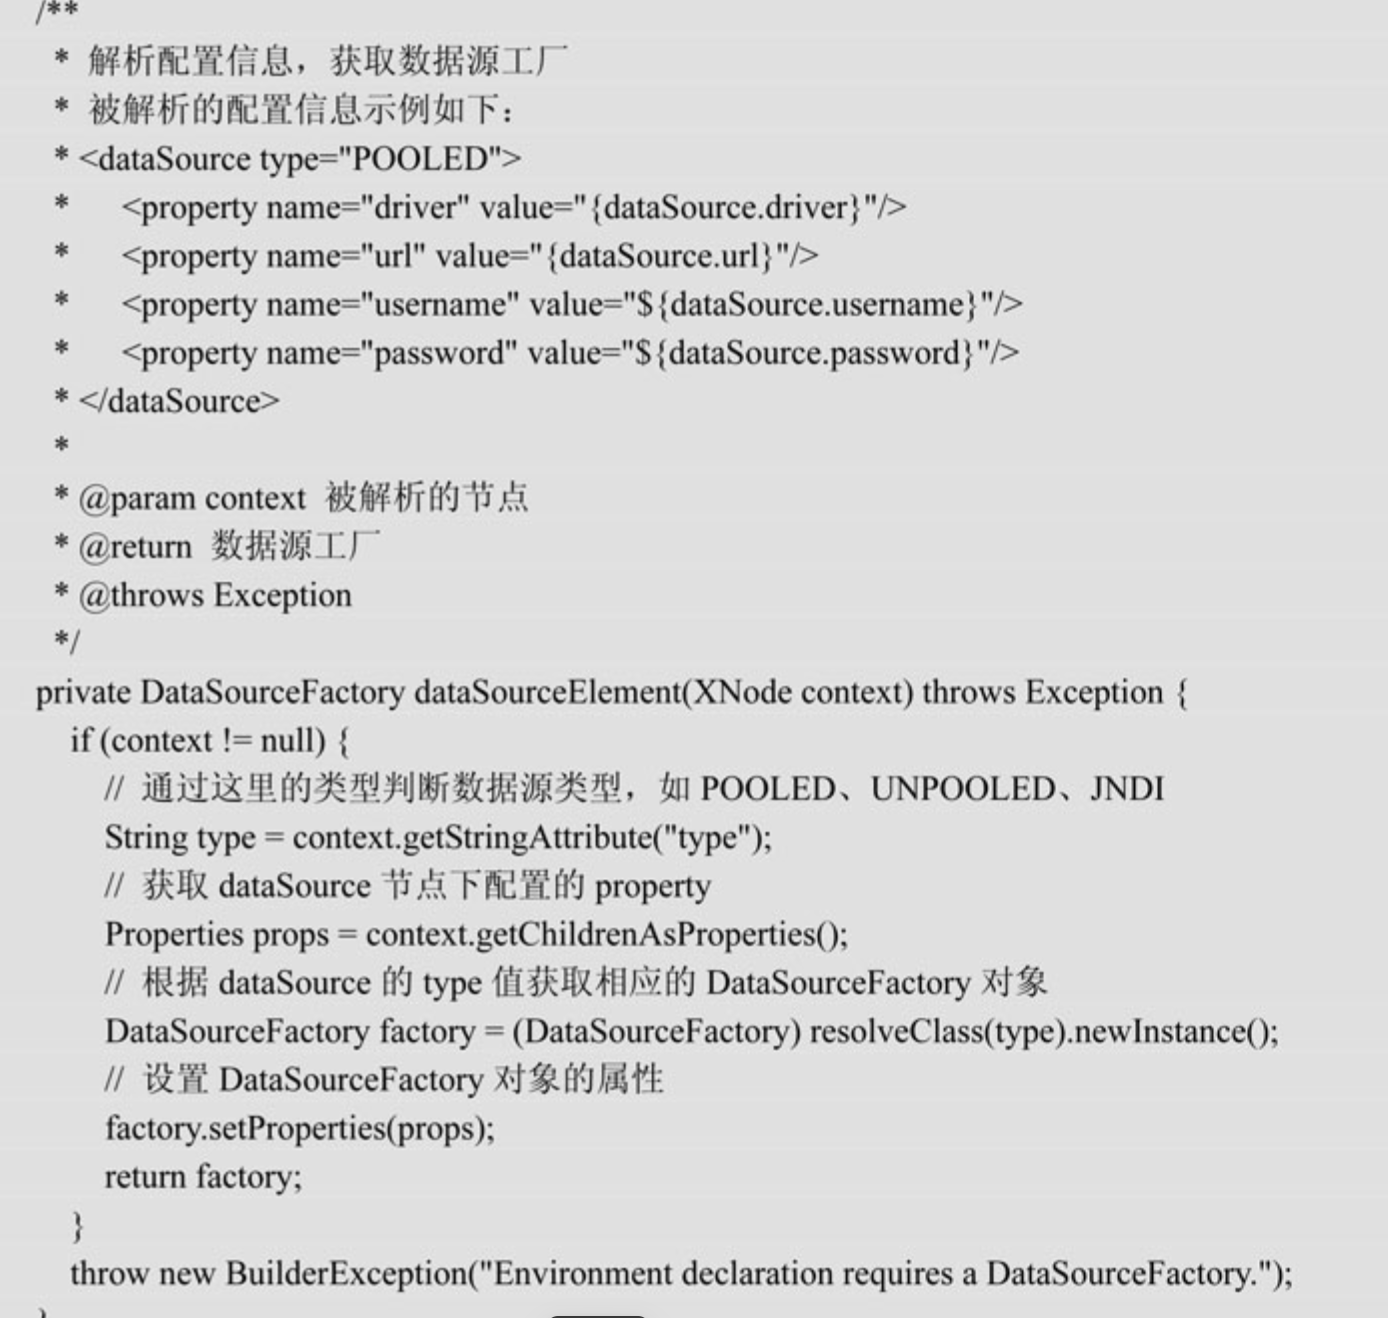 /**
* 解析配置信息，获取数据源工厂
* 被解析的配置信息示例如下：
* <dataSource type="POOLED">
*     <property name="driver" value="{dataSource.driver}"/>
*     <property name="url" value="{dataSource.url}"/>
*     <property name="username" value="${dataSource.username}"/>
*     <property name="password" value="${dataSource.password}"/>
* </dataSource>
*
* @param context 被解析的节点
* @return 数据源工厂
* @throws Exception
*/
private DataSourceFactory dataSourceElement(XNode context) throws Exception {
if (context != null) {
// 通过这里的类型判断数据源类型，如 POOLED、UNPOOLED、JNDI
String type = context.getStringAttribute("type");
// 获取 dataSource 节点下配置的 property
Properties props = context.getChildrenAsProperties();
// 根据 dataSource 的 type 值获取相应的 DataSourceFactory 对象
DataSourceFactory factory = (DataSourceFactory) resolveClass(type).newInstance();
// 设置 DataSourceFactory 对象的属性
factory.setProperties(props);
return factory;
}
throw new BuilderException("Environment declaration requires a DataSourceFactory.");